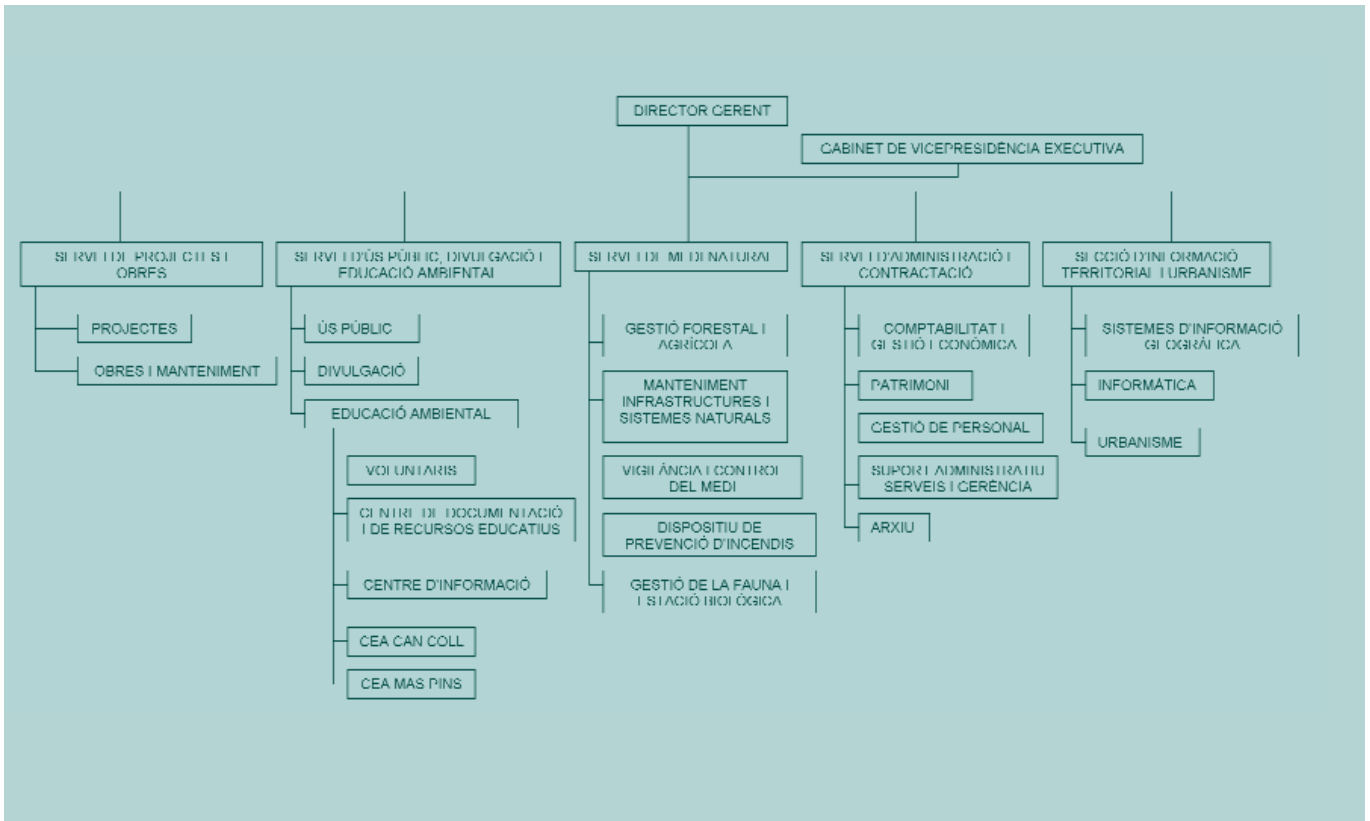 DIRECTOR GERENT
GABINET DE VICEPRESIDÈNCIA EXECUTIVA
SERVEI DE PROJECTES I
OBRES
PROJECTES
OBRES I MANTENIMENT
SERVEI D'ÚS PÚBLIC, DIVULGACIÓ I
EDUCACIÓ AMBIENTAL
ÚS PÚBLIC
DIVULGACIÓ
EDUCACIÓ AMBIENTAL
VOLUNTARIS
CENTRE DE DOCUMENTACIÓ
I DE RECURSOS EDUCATIUS
CENTRE D'INFORMACIÓ
CEA CAN COLL
CEA MAS PINS
SERVEI DE MEDI NATURAL
GESTIÓ FORESTAL I
AGRÍCOLA
MANTENIMENT
INFRASTRUCTURES I
SISTEMES NATURALS
VIGILÀNCIA I CONTROL
DEL MEDI
DISPOSITIU DE
PREVENCIÓ D'INCENDIS
GESTIÓ DE LA FAUNA I
ESTACIÓ BIOLÒGICA
SERVEI D'ADMINISTRACIÓ I
CONTRACTACIÓ
COMPTABILITAT I
GESTIÓ ECONÒMICA
PATRIMONI
GESTIÓ DE PERSONAL
SUPORT ADMINISTRATIU
SERVEIS I GERÈNCIA
ARXIU
SECCIÓ D'INFORMACIÓ
TERRITORIAL I URBANISME
SISTEMES D'INFORMACIÓ
GEOGRÀFICA
INFORMÀTICA
URBANISME